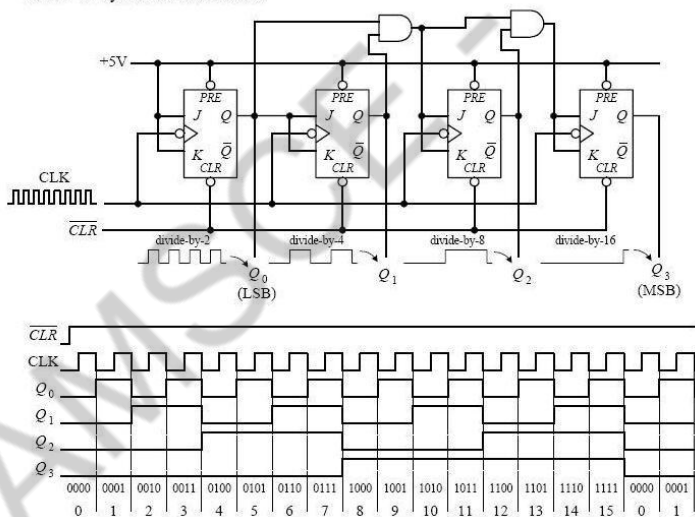 +5V
PRE PRE PRE PRE
J Q J Q J Q J Q
K Q̅ K Q̅ K Q̅ K Q̅
CLR CLR CLR CLR
CLK
C̅L̅R̅
divide-by-2 divide-by-4 divide-by-8 divide-by-16
Q0 Q1 Q2 Q3
(LSB) (MSB)
C̅L̅R̅
CLK
Q0
Q1
Q2
Q3
0000 0001 0010 0011 0100 0101 0110 0111 1000 1001 1010 1011 1100 1101 1110 1111 0000 0001
0 1 2 3 4 5 6 7 8 9 10 11 12 13 14 15 0 1
AMSCE -